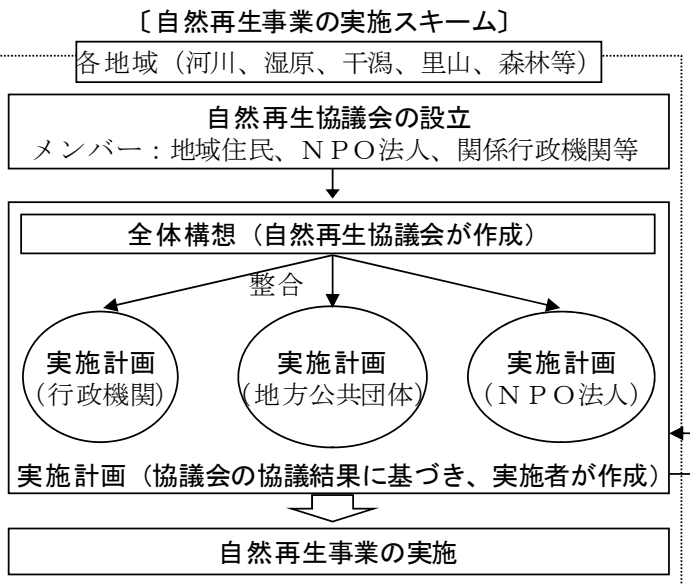 〔自然再生事業の実施スキーム〕
各地域（河川、湿原、干潟、里山、森林等）
自然再生協議会の設立
メンバー：地域住民、ＮＰＯ法人、関係行政機関等
全体構想（自然再生協議会が作成）
整合
実施計画
（行政機関）
実施計画
（地方公共団体）
実施計画
（ＮＰＯ法人）
実施計画（協議会の協議結果に基づき、実施者が作成）
自然再生事業の実施